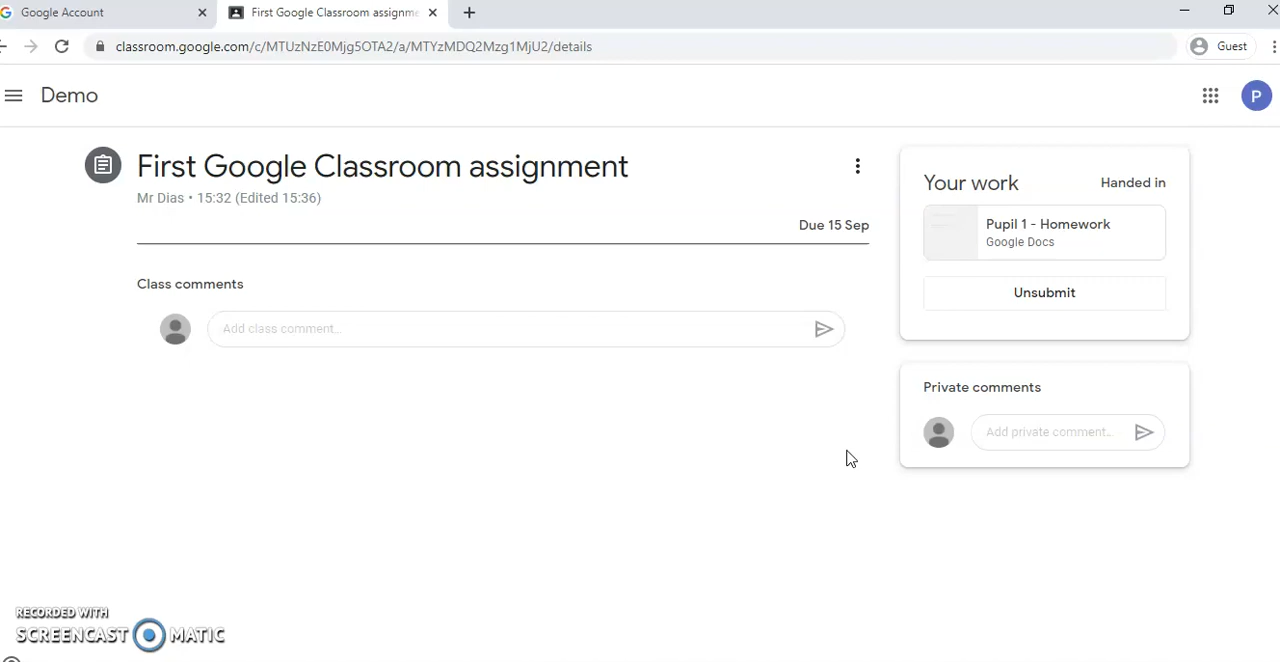 Google Account
First Google Classroom assignme
classroom.google.com/c/MTUzNzE0Mjg5OTA2/a/MTYzMDQ2Mzg1MjU2/details
Guest
Demo
P
First Google Classroom assignment
Mr Dias • 15:32 (Edited 15:36)
Due 15 Sep
Class comments
Add class comment...
Your work
Handed in
Pupil 1 - Homework
Google Docs
Unsubmit
Private comments
Add private comment...
RECORDED WITH
SCREENCAST MATIC